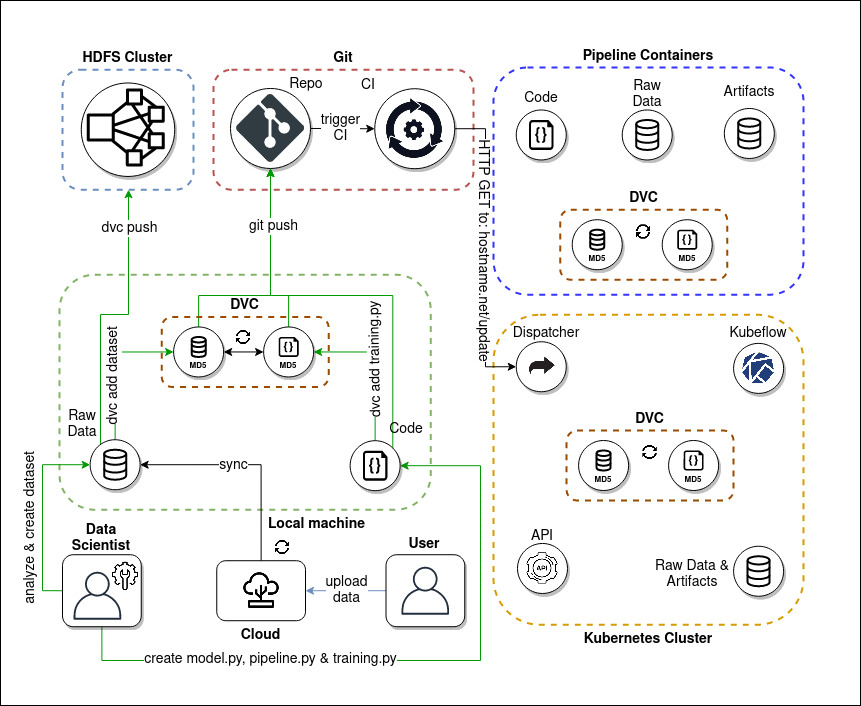 HDFS Cluster
Git
Pipeline Containers
Repo
CI
trigger
CI
Code
Raw
Data
Artifacts
DVC
MD5
MD5
HTTP GET to: hostname.net/update
dvc push
git push
DVC
MD5
MD5
dvc add dataset
dvc add training.py
Raw
Data
Code
sync
Local machine
Dispatcher
Kubeflow
DVC
MD5
MD5
API
API
Raw Data &
Artifacts
Kubernetes Cluster
analyze & create dataset
Data
Scientist
Cloud
upload
data
User
create model.py, pipeline.py & training.py